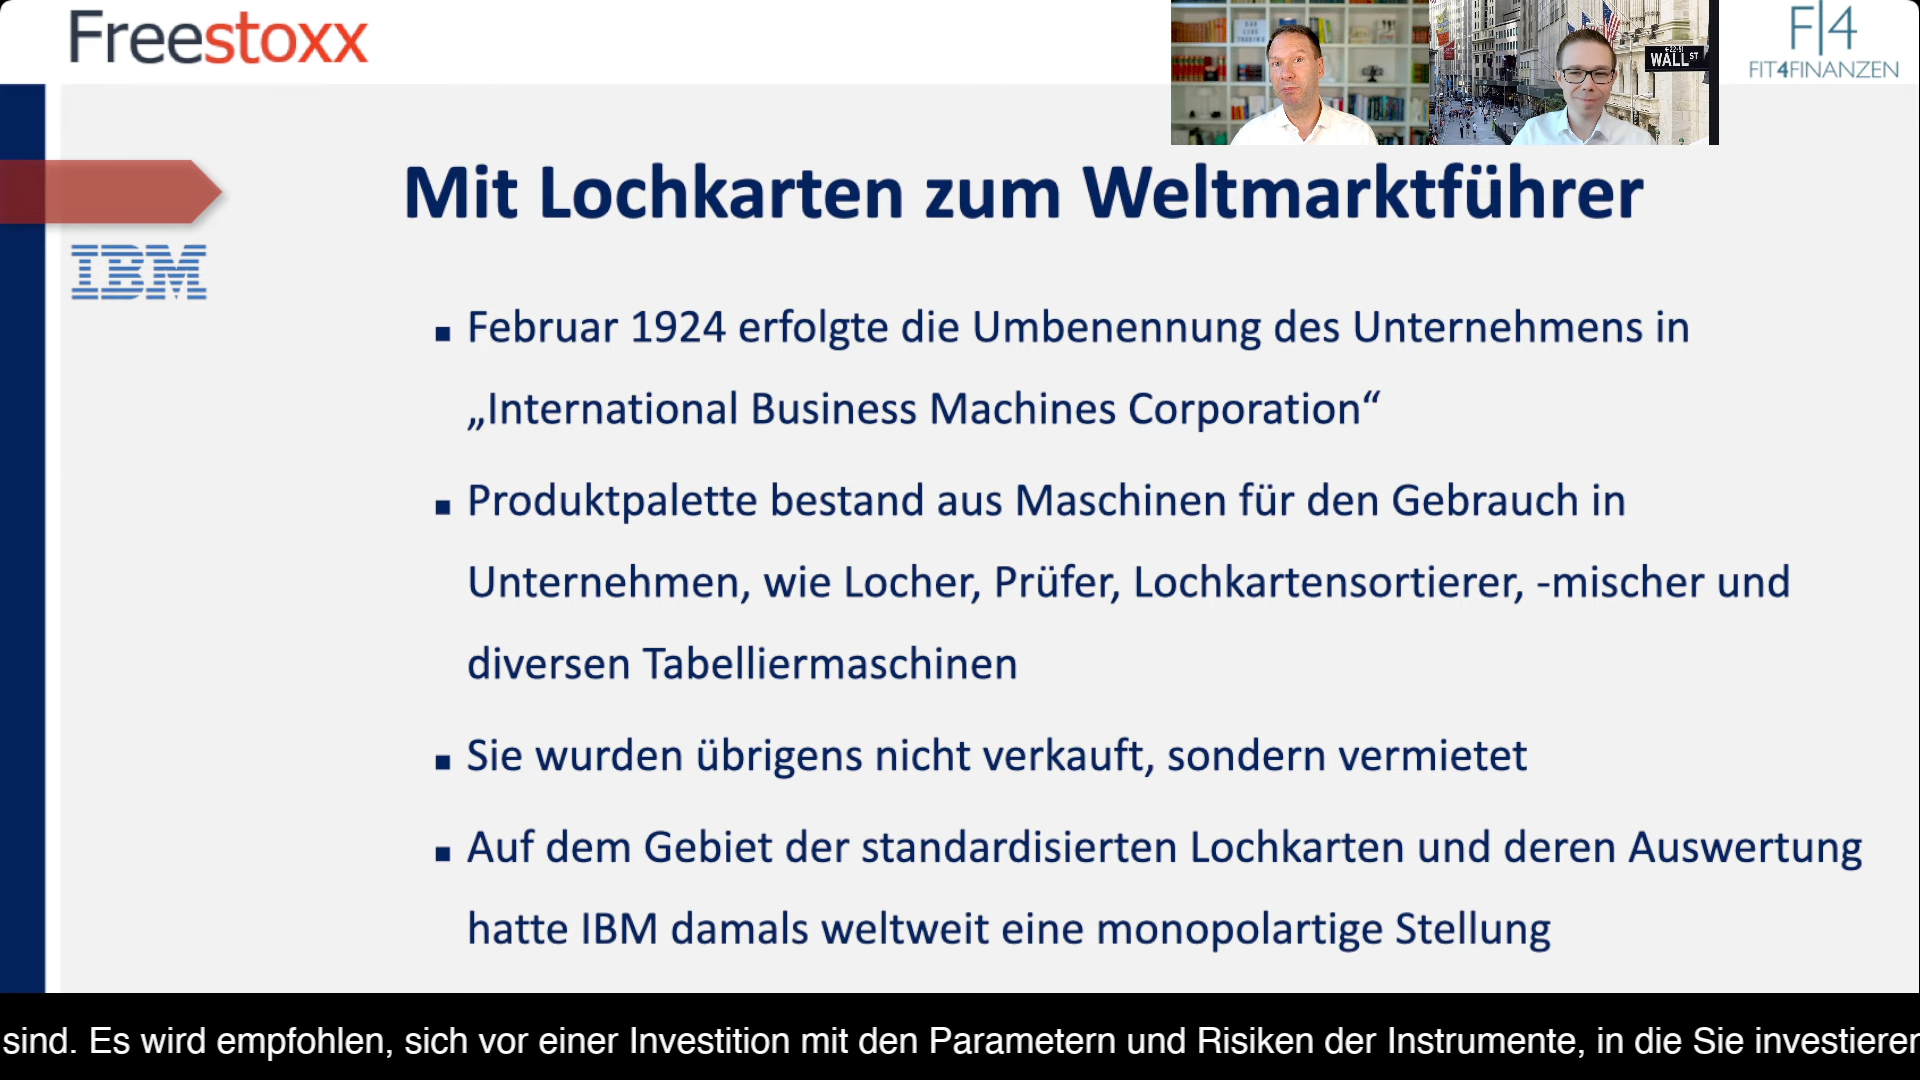 Freestoxx
WALL ST
F|4
FIT4FINANZEN
Mit Lochkarten zum Weltmarktführer
IBM
▪ Februar 1924 erfolgte die Umbenennung des Unternehmens in
„International Business Machines Corporation“
▪ Produktpalette bestand aus Maschinen für den Gebrauch in
Unternehmen, wie Locher, Prüfer, Lochkartensortierer, -mischer und
diversen Tabelliermaschinen
▪ Sie wurden übrigens nicht verkauft, sondern vermietet
▪ Auf dem Gebiet der standardisierten Lochkarten und deren Auswertung
hatte IBM damals weltweit eine monopolartige Stellung
sind. Es wird empfohlen, sich vor einer Investition mit den Parametern und Risiken der Instrumente, in die Sie investieren